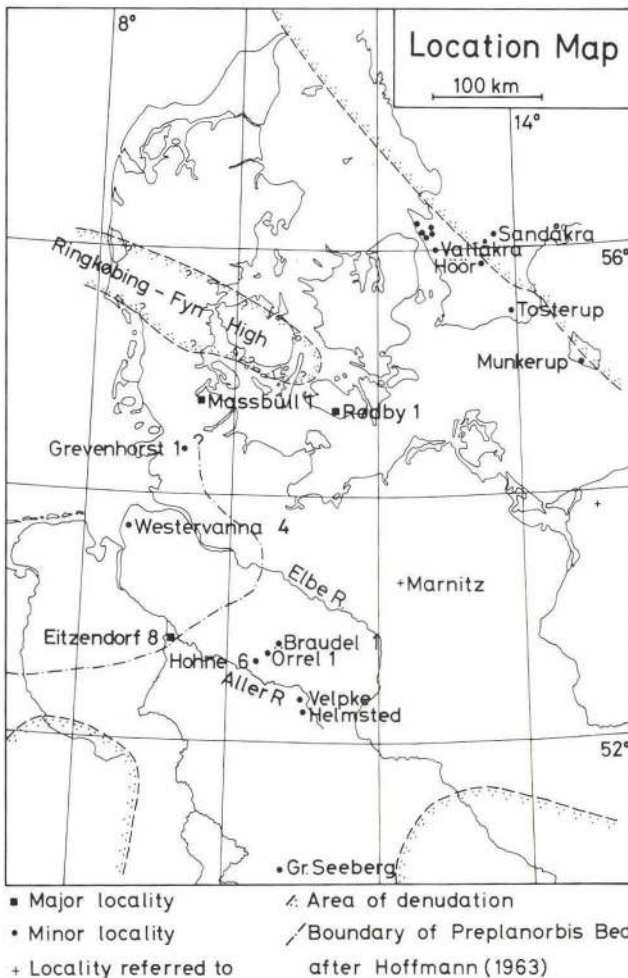 8°
Location Map
100 km
14°
Sandåkra
Vallåkra
Höör
56°
Ringkøbing - Fyn High
Tosterup
Munkerup
Massbüll 1
Rødby 1
Grevenhorst 1
?
Westervanna 4
Elbe R
+Marnitz
Eitzendorf 8
Braudel 1
Hohne 6
Orrel 1
Aller R
Velpke
Helmsted
52°
Gr. Seeberg
■ Major locality
• Minor locality
+ Locality referred to
Area of denudation
Boundary of Preplanorbis Bed
after Hoffmann (1963)